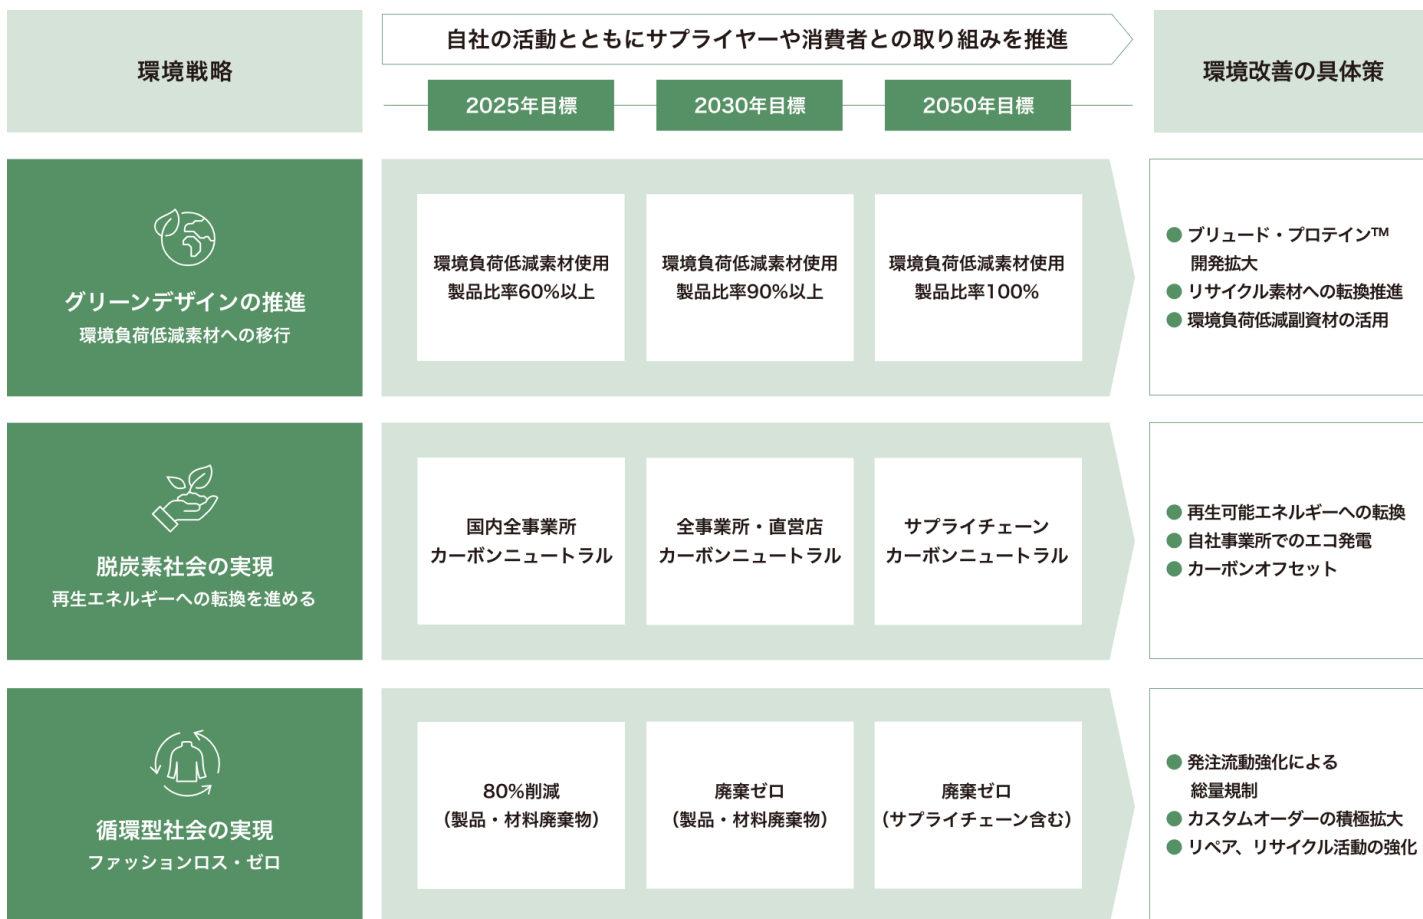 環境戦略
自社の活動とともにサプライヤーや消費者との取り組みを推進
2025年目標
2030年目標
2050年目標
環境改善の具体策
グリーンデザインの推進
環境負荷低減素材への移行
環境負荷低減素材使用
製品比率60%以上
環境負荷低減素材使用
製品比率90%以上
環境負荷低減素材使用
製品比率100%
● ブリュード・プロテイン™
開発拡大
● リサイクル素材への転換推進
● 環境負荷低減副資材の活用
脱炭素社会の実現
再生エネルギーへの転換を進める
国内全事業所
カーボンニュートラル
全事業所・直営店
カーボンニュートラル
サプライチェーン
カーボンニュートラル
● 再生可能エネルギーへの転換
● 自社事業所でのエコ発電
● カーボンオフセット
循環型社会の実現
ファッションロス・ゼロ
80%削減
（製品・材料廃棄物）
廃棄ゼロ
（製品・材料廃棄物）
廃棄ゼロ
（サプライチェーン含む）
● 発注流動強化による
総量規制
● カスタムオーダーの積極拡大
● リペア、リサイクル活動の強化